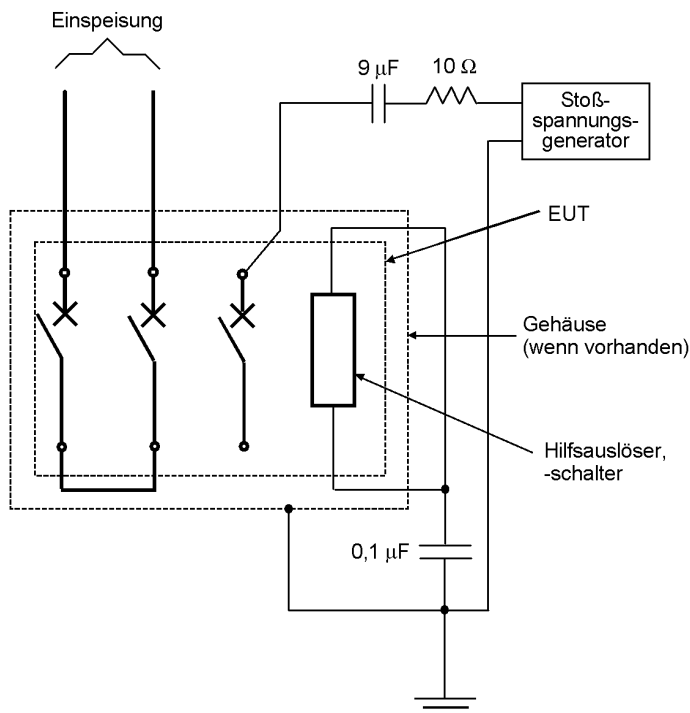 Einspeisung
9 µF
10 Ω
Stoß-
spannungs-
generator
EUT
Gehäuse
(wenn vorhanden)
Hilfsauslöser,
-schalter
0,1 µF